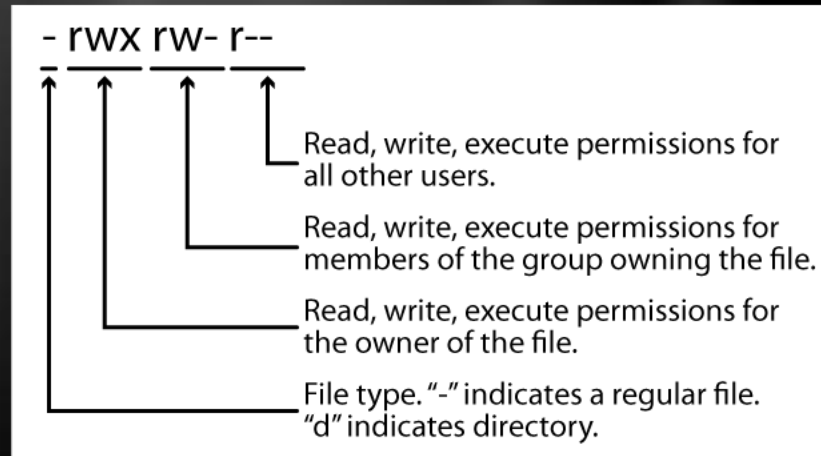 - rwx rw- r--
Read, write, execute permissions for
all other users.
Read, write, execute permissions for
members of the group owning the file.
Read, write, execute permissions for
the owner of the file.
File type. “-” indicates a regular file.
“d” indicates directory.